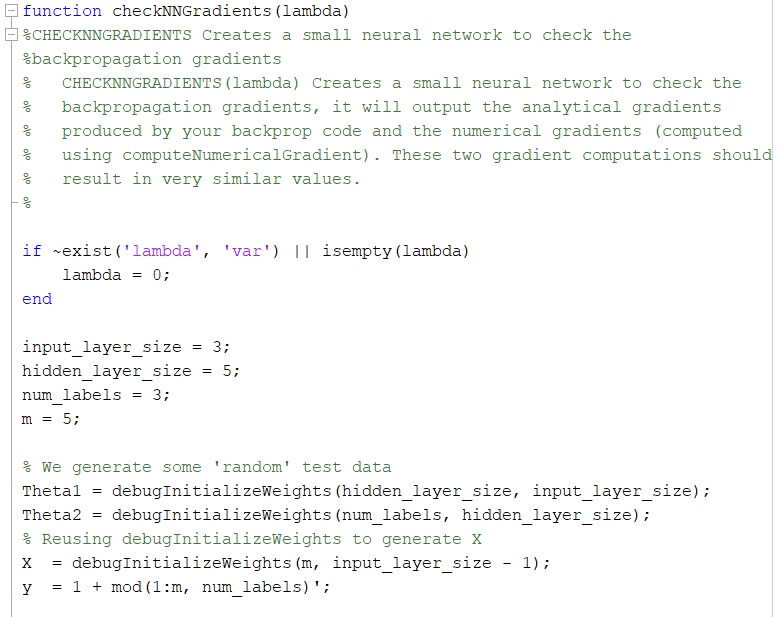 function checkNNGradients(lambda)
%CHECKNNGRADIENTS Creates a small neural network to check the
%backpropagation gradients
%   CHECKNNGRADIENTS(lambda) Creates a small neural network to check the
%   backpropagation gradients, it will output the analytical gradients
%   produced by your backprop code and the numerical gradients (computed
%   using computeNumericalGradient). These two gradient computations should
%   result in very similar values.
%
if ~exist('lambda', 'var') || isempty(lambda)
    lambda = 0;
end
input_layer_size = 3;
hidden_layer_size = 5;
num_labels = 3;
m = 5;
% We generate some 'random' test data
Theta1 = debugInitializeWeights(hidden_layer_size, input_layer_size);
Theta2 = debugInitializeWeights(num_labels, hidden_layer_size);
% Reusing debugInitializeWeights to generate X
X  = debugInitializeWeights(m, input_layer_size - 1);
y  = 1 + mod(1:m, num_labels)';